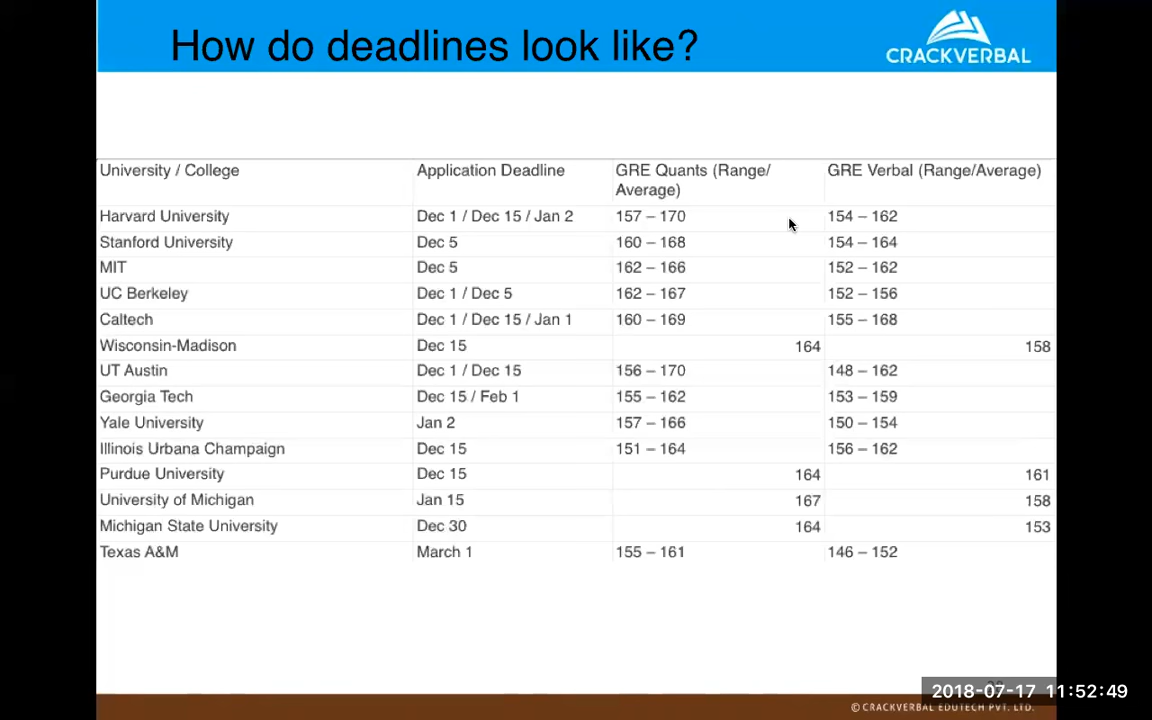 How do deadlines look like?
CRACKVERBAL
University / College Application Deadline GRE Quants (Range/ GRE Verbal (Range/Average)
Average)
Harvard University Dec 1 / Dec 15 / Jan 2 157 – 170 154 – 162
Stanford University Dec 5 160 – 168 154 – 164
MIT Dec 5 162 – 166 152 – 162
UC Berkeley Dec 1 / Dec 5 162 – 167 152 – 156
Caltech Dec 1 / Dec 15 / Jan 1 160 – 169 155 – 168
Wisconsin-Madison Dec 15 164 158
UT Austin Dec 1 / Dec 15 156 – 170 148 – 162
Georgia Tech Dec 15 / Feb 1 155 – 162 153 – 159
Yale University Jan 2 157 – 166 150 – 154
Illinois Urbana Champaign Dec 15 151 – 164 156 – 162
Purdue University Dec 15 164 161
University of Michigan Jan 15 167 158
Michigan State University Dec 30 164 153
Texas A&M March 1 155 – 161 146 – 152
2018-07-17 11:52:49
© CRACKVERBAL EDUTECH PVT. LTD.